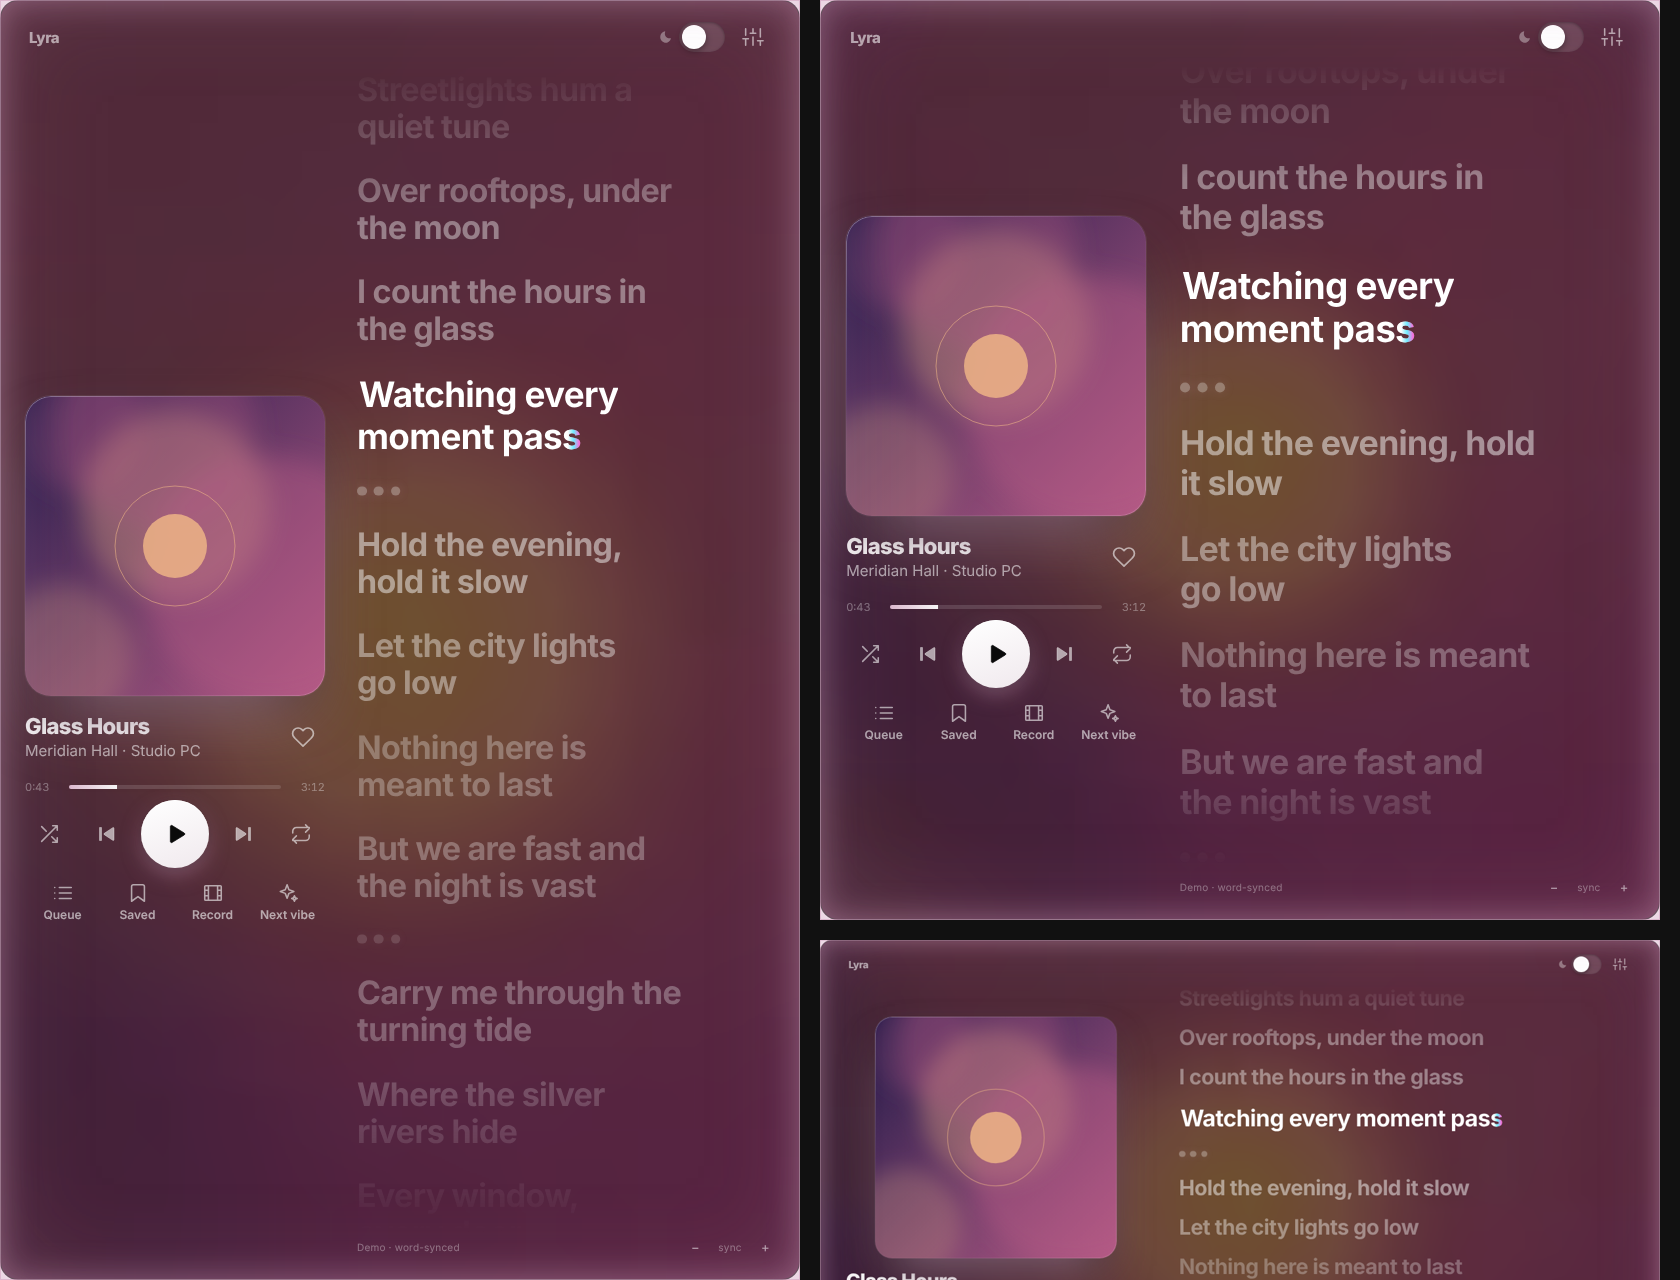 Lyra
Streetlights hum a
quiet tune
Over rooftops, under
the moon
I count the hours in
the glass
Watching every
moment pass
Hold the evening,
hold it slow
Let the city lights
go low
Nothing here is
meant to last
But we are fast and
the night is vast
Carry me through the
turning tide
Where the silver
rivers hide
Every window,
Glass Hours
Meridian Hall · Studio PC
0:43
3:12
Queue
Saved
Record
Next vibe
Demo · word-synced
− sync +
Lyra
Over rooftops, under
the moon
I count the hours in
the glass
Watching every
moment pass
Hold the evening, hold
it slow
Let the city lights
go low
Nothing here is meant
to last
But we are fast and
the night is vast
Glass Hours
Meridian Hall · Studio PC
0:43
3:12
Queue
Saved
Record
Next vibe
Demo · word-synced
− sync +
Lyra
Streetlights hum a quiet tune
Over rooftops, under the moon
I count the hours in the glass
Watching every moment pass
Hold the evening, hold it slow
Let the city lights go low
Nothing here is meant to last
Glass Hours